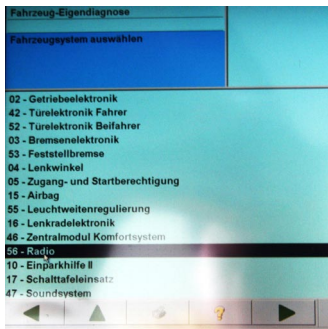 Fahrzeug-Eigendiagnose
Fahrzeugsystem auswählen
02 - Getriebeelektronik
42 - Türelektronik Fahrer
52 - Türelektronik Beifahrer
03 - Bremsenelektronik
53 - Feststellbremse
04 - Lenkwinkel
05 - Zugang- und Startberechtigung
15 - Airbag
55 - Leuchtweitenregulierung
16 - Lenkradelektronik
46 - Zentralmodul Komfortsystem
56 - Radio
10 - Einparkhilfe II
17 - Schalttafeleinsatz
47 - Soundsystem